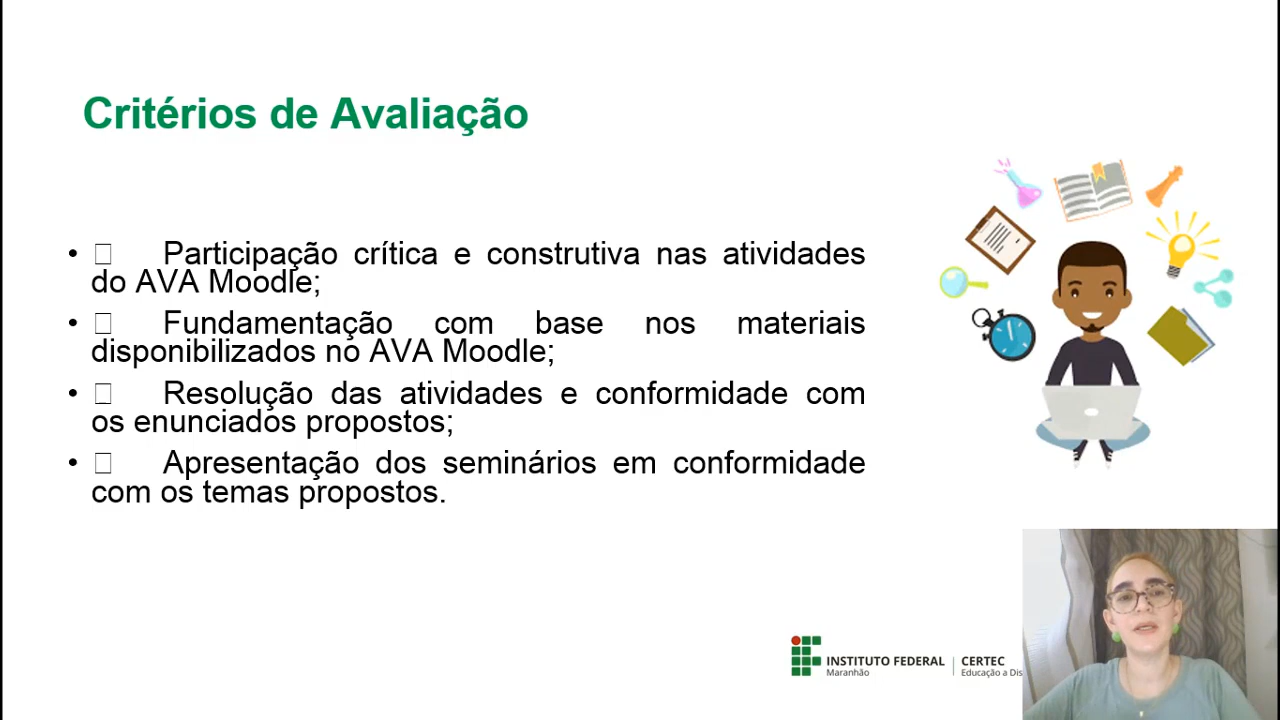 Critérios de Avaliação
• Participação crítica e construtiva nas atividades
do AVA Moodle;
• Fundamentação com base nos materiais
disponibilizados no AVA Moodle;
• Resolução das atividades e conformidade com
os enunciados propostos;
• Apresentação dos seminários em conformidade
com os temas propostos.
INSTITUTO FEDERAL
Maranhão
CERTEC
Educação a Dis